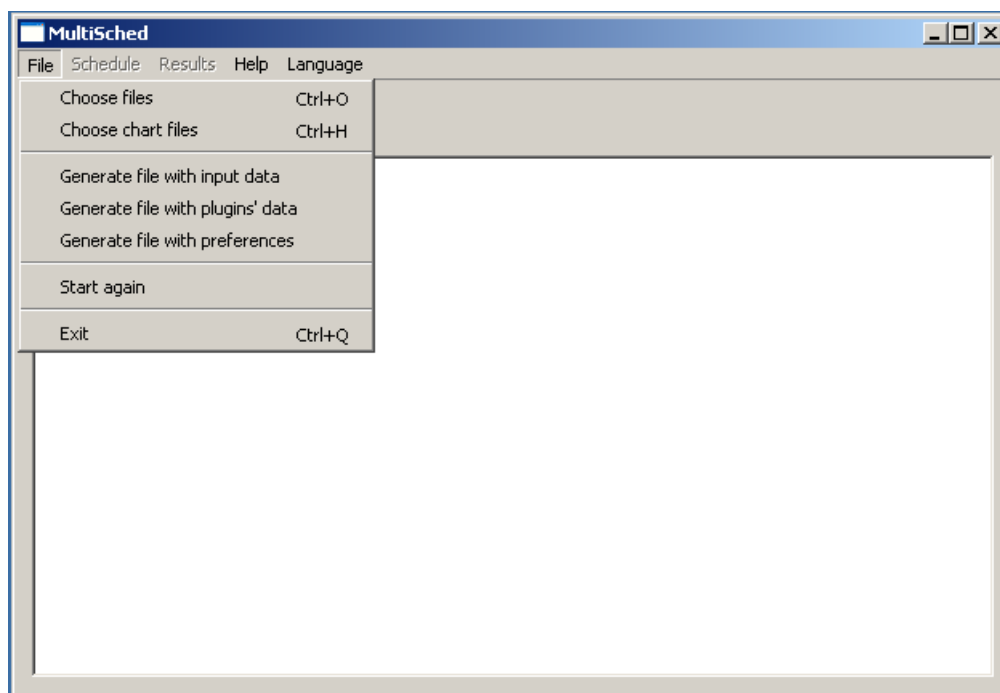 MultiSched
File Schedule Results Help Language
Choose files Ctrl+O
Choose chart files Ctrl+H
Generate file with input data
Generate file with plugins' data
Generate file with preferences
Start again
Exit Ctrl+Q